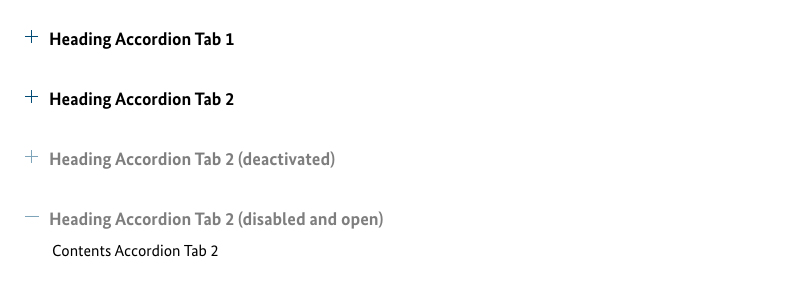 Heading Accordion Tab 1
Heading Accordion Tab 2
Heading Accordion Tab 2 (deactivated)
Heading Accordion Tab 2 (disabled and open)
Contents Accordion Tab 2